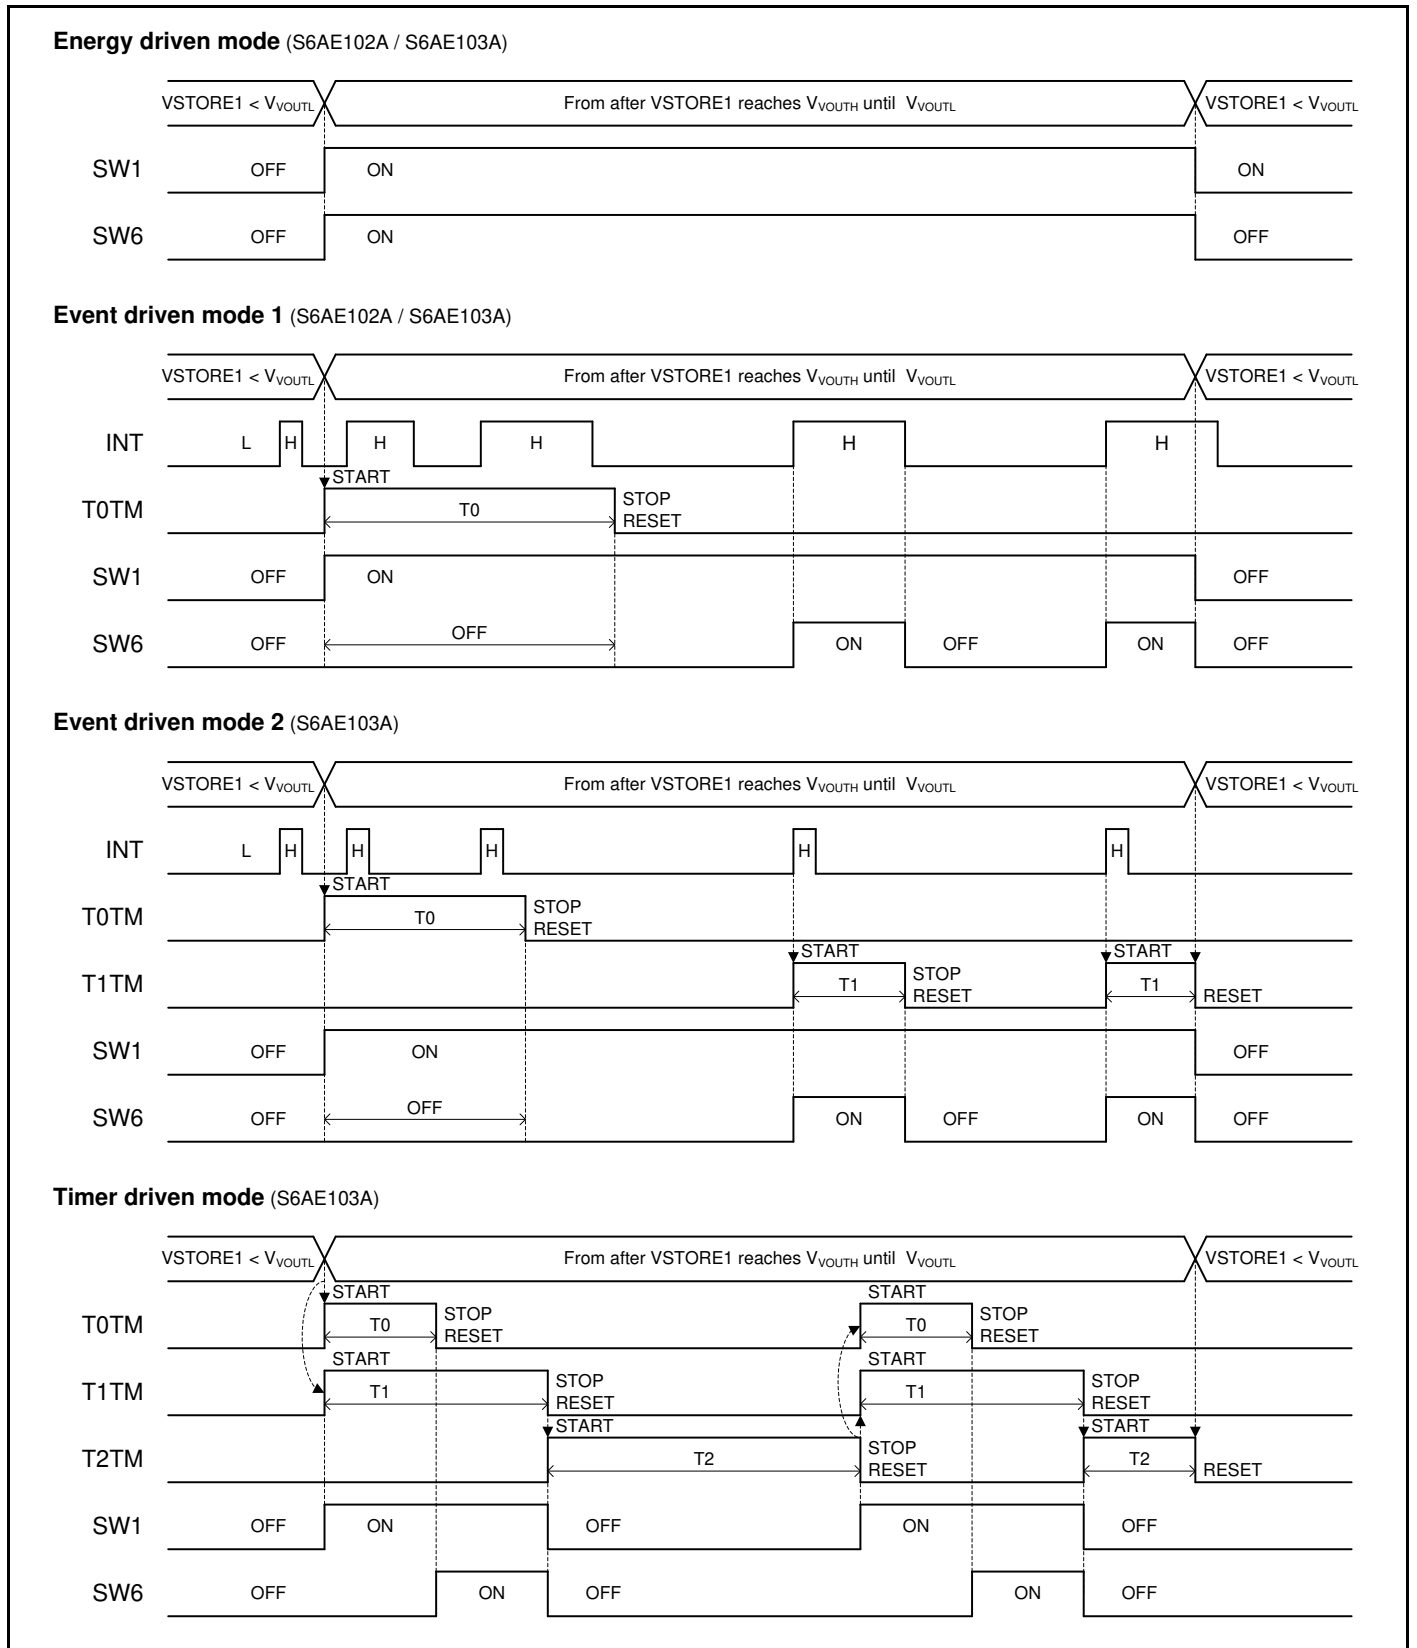 Energy driven mode (S6AE102A / S6AE103A)
VSTORE1 < VVOUTL From after VSTORE1 reaches VVOUTH until VVOUTL VSTORE1 < VVOUTL
SW1 OFF ON ON
SW6 OFF ON OFF
Event driven mode 1 (S6AE102A / S6AE103A)
VSTORE1 < VVOUTL From after VSTORE1 reaches VVOUTH until VVOUTL VSTORE1 < VVOUTL
INT L H H H H H
START
T0TM T0 STOP
RESET
SW1 OFF ON OFF
SW6 OFF OFF ON OFF ON OFF
Event driven mode 2 (S6AE103A)
VSTORE1 < VVOUTL From after VSTORE1 reaches VVOUTH until VVOUTL VSTORE1 < VVOUTL
INT L H H H H H
START
T0TM T0 STOP
RESET
START START
T1TM T1 STOP T1
RESET RESET
SW1 OFF ON OFF
SW6 OFF OFF ON OFF ON OFF
Timer driven mode (S6AE103A)
VSTORE1 < VVOUTL From after VSTORE1 reaches VVOUTH until VVOUTL VSTORE1 < VVOUTL
START START
T0TM T0 STOP T0 STOP
RESET RESET
START START
T1TM T1 STOP T1 STOP
RESET RESET
START START
T2TM T2 STOP T2
RESET RESET
SW1 OFF ON OFF ON OFF
SW6 OFF ON OFF ON OFF